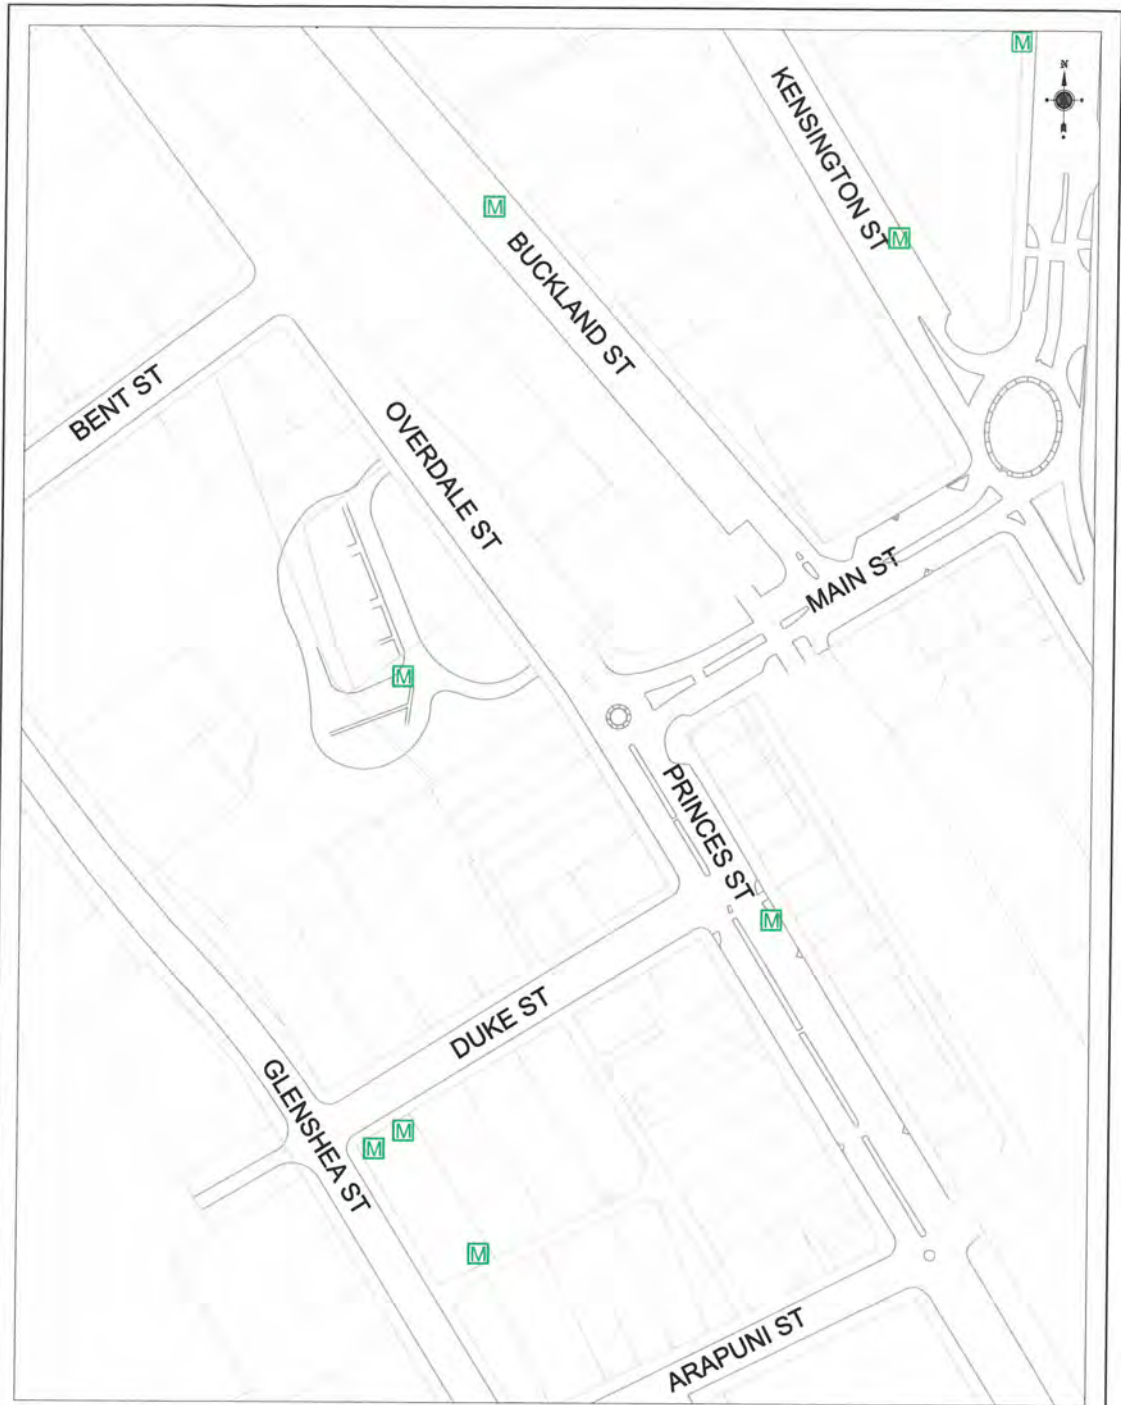 M
N
KENSINGTON ST
M
M
BUCKLAND ST
BENT ST
OVERDALE ST
MAIN ST
M
PRINCES ST
M
DUKE ST
GLENSHEA ST
M
M
M
ARAPUNI ST